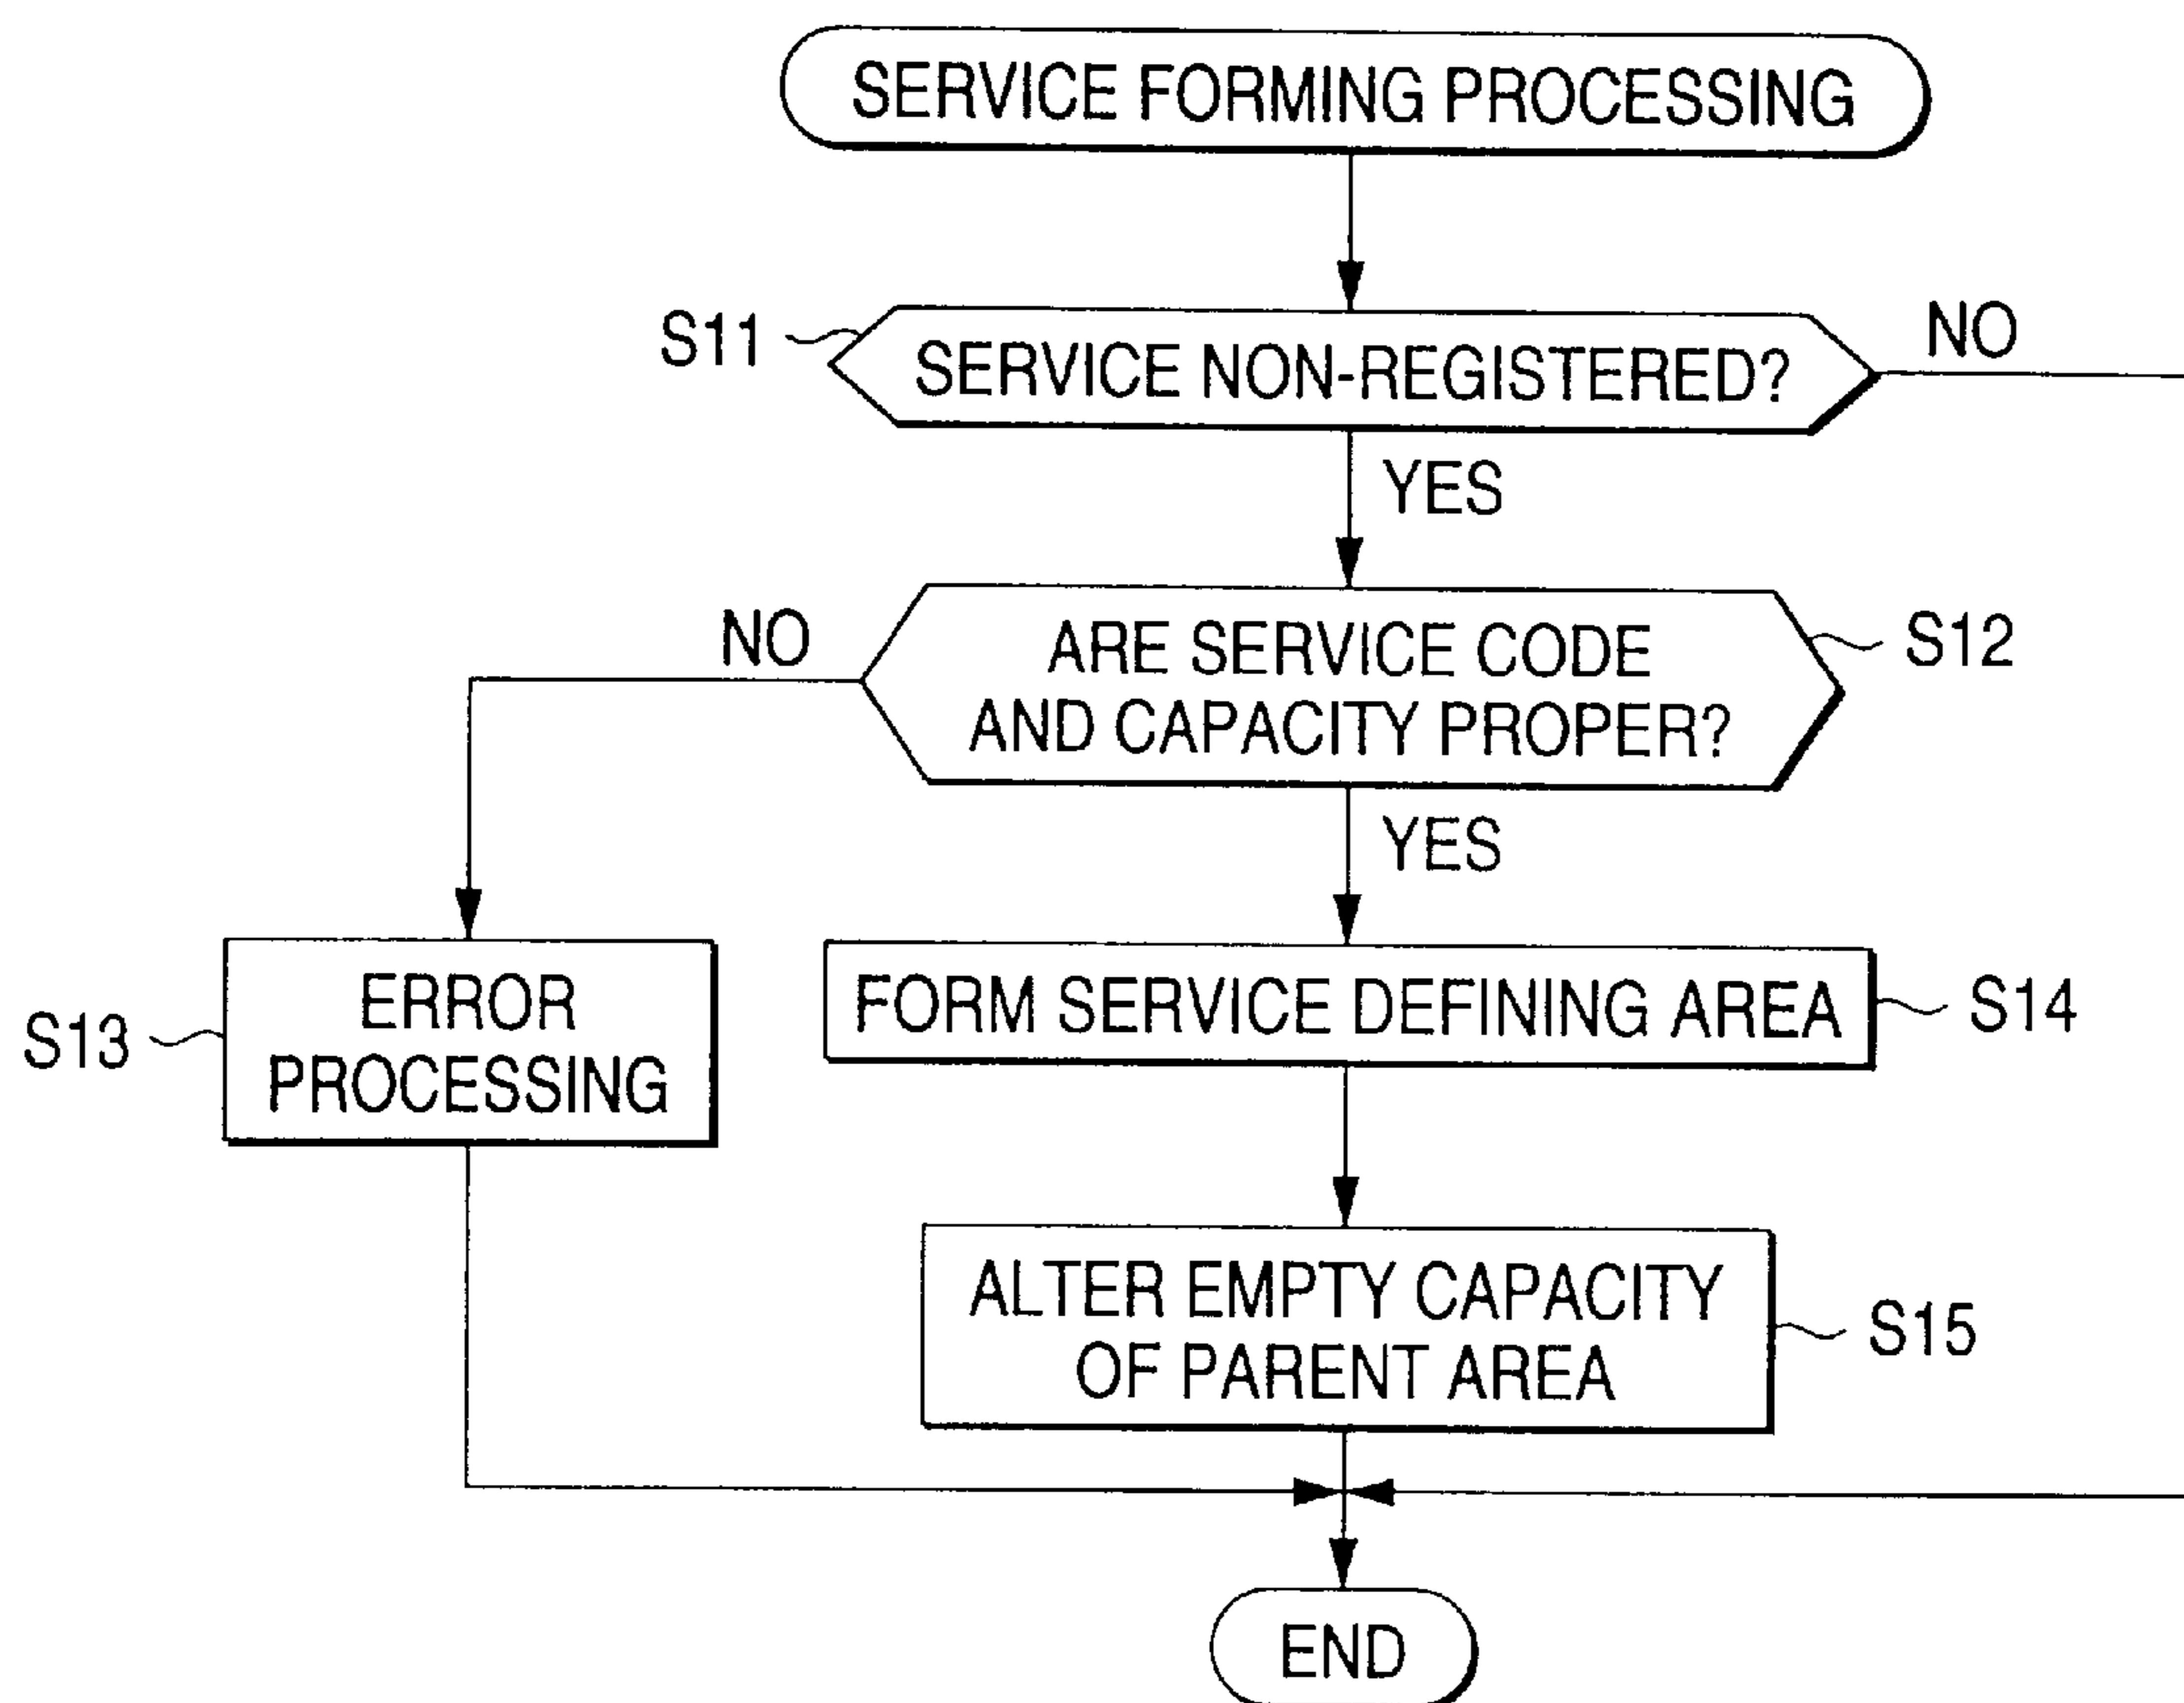 SERVICE FORMING PROCESSING
S11
SERVICE NON-REGISTERED?
NO
YES
NO
ARE SERVICE CODE
AND CAPACITY PROPER?
S12
YES
S13
ERROR
PROCESSING
FORM SERVICE DEFINING AREA
S14
ALTER EMPTY CAPACITY
OF PARENT AREA
S15
END